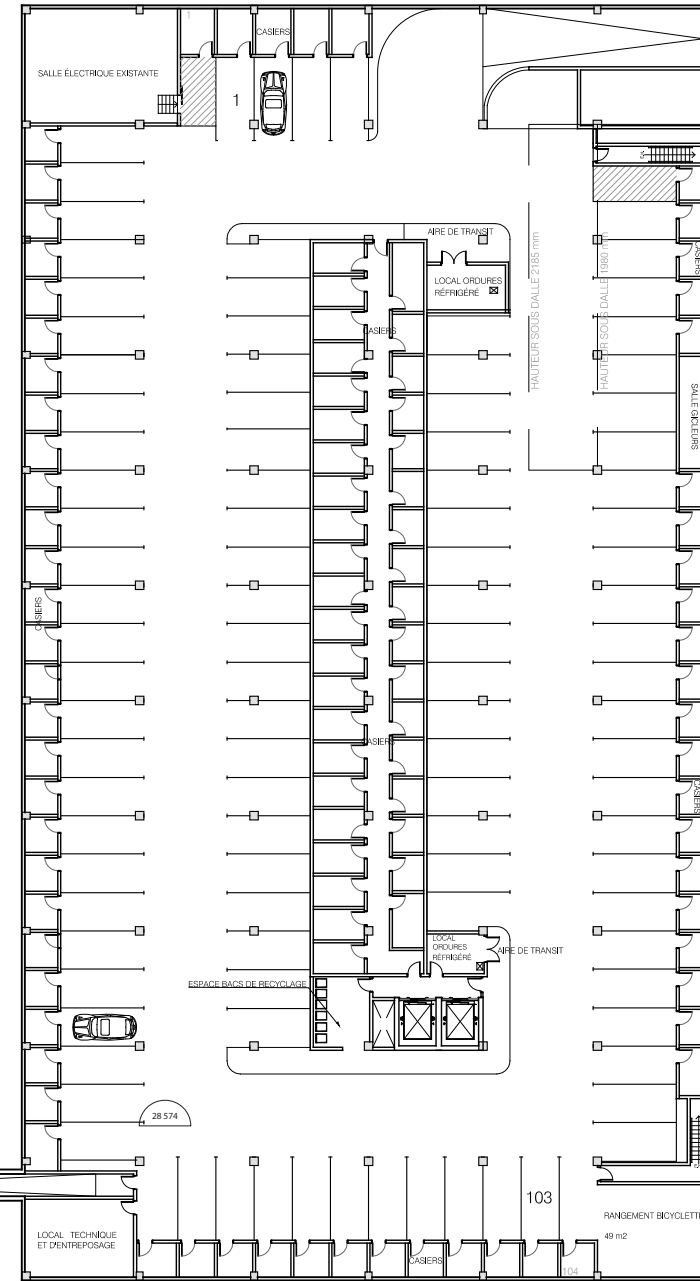 1
CASIERS
SALLE ÉLECTRIQUE EXISTANTE
1
AIRE DE TRANSIT
LOCAL ORDURES
RÉFRIGÉRÉ
HAUTEUR SOUS DALLE 2185 mm
HAUTEUR SOUS DALLE 1980 mm
CASIERS
CASIERS
SALLE GICLEURS
CASIERS
CASIERS
CASIERS
LOCAL
ORDURES
RÉFRIGÉRÉ
AIRE DE TRANSIT
ESPACE BACS DE RECYCLAGE
28 574
103
RANGEMENT BICYCLETT
49 m2
LOCAL TECHNIQUE
ET D'ENTREPOSAGE
CASIERS
104